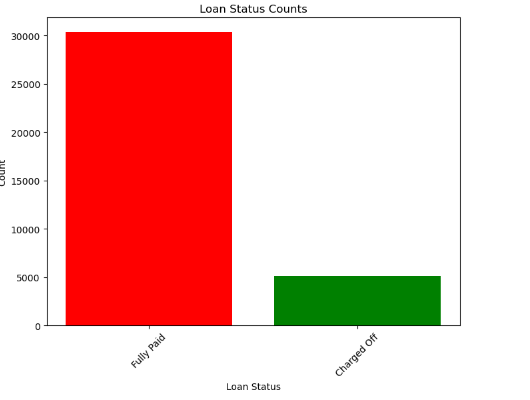 Loan Status Counts
30000
25000
20000
15000
10000
5000
0
Count
Fully Paid
Charged Off
Loan Status